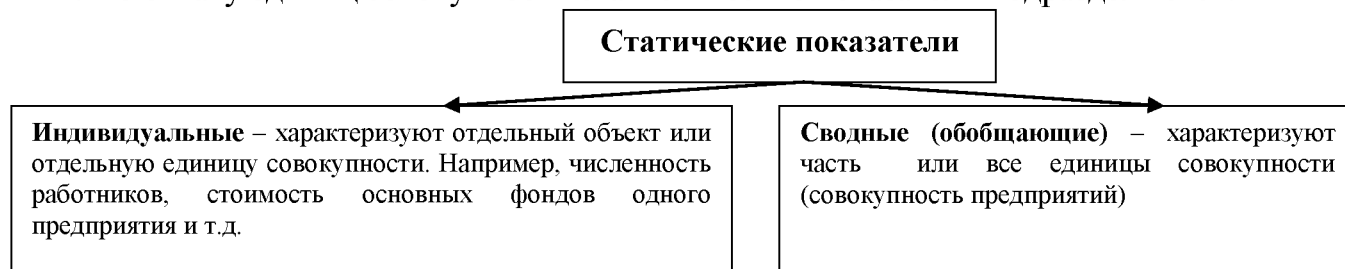 Статические показатели
Индивидуальные – характеризуют отдельный объект или
отдельную единицу совокупности. Например, численность
работников, стоимость основных фондов одного
предприятия и т.д.
Сводные (обобщающие) – характеризуют
часть или все единицы совокупности
(совокупность предприятий)